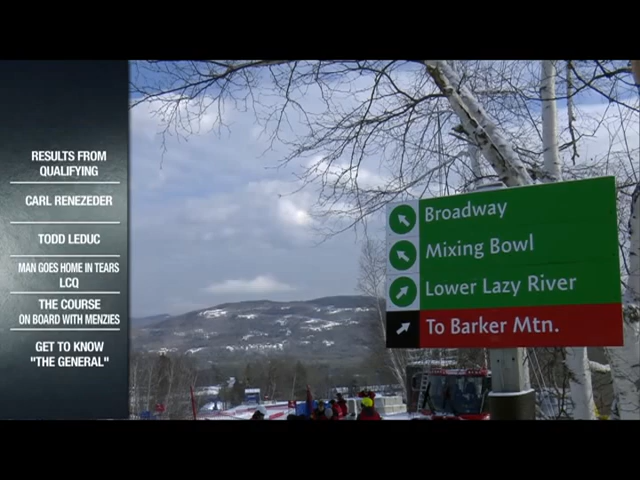 RESULTS FROM
QUALIFYING
CARL RENEZEDER
TODD LEDUC
MAN GOES HOME IN TEARS
LCQ
THE COURSE
ON BOARD WITH MENZIES
GET TO KNOW
"THE GENERAL"
Broadway
Mixing Bowl
Lower Lazy River
To Barker Mtn.